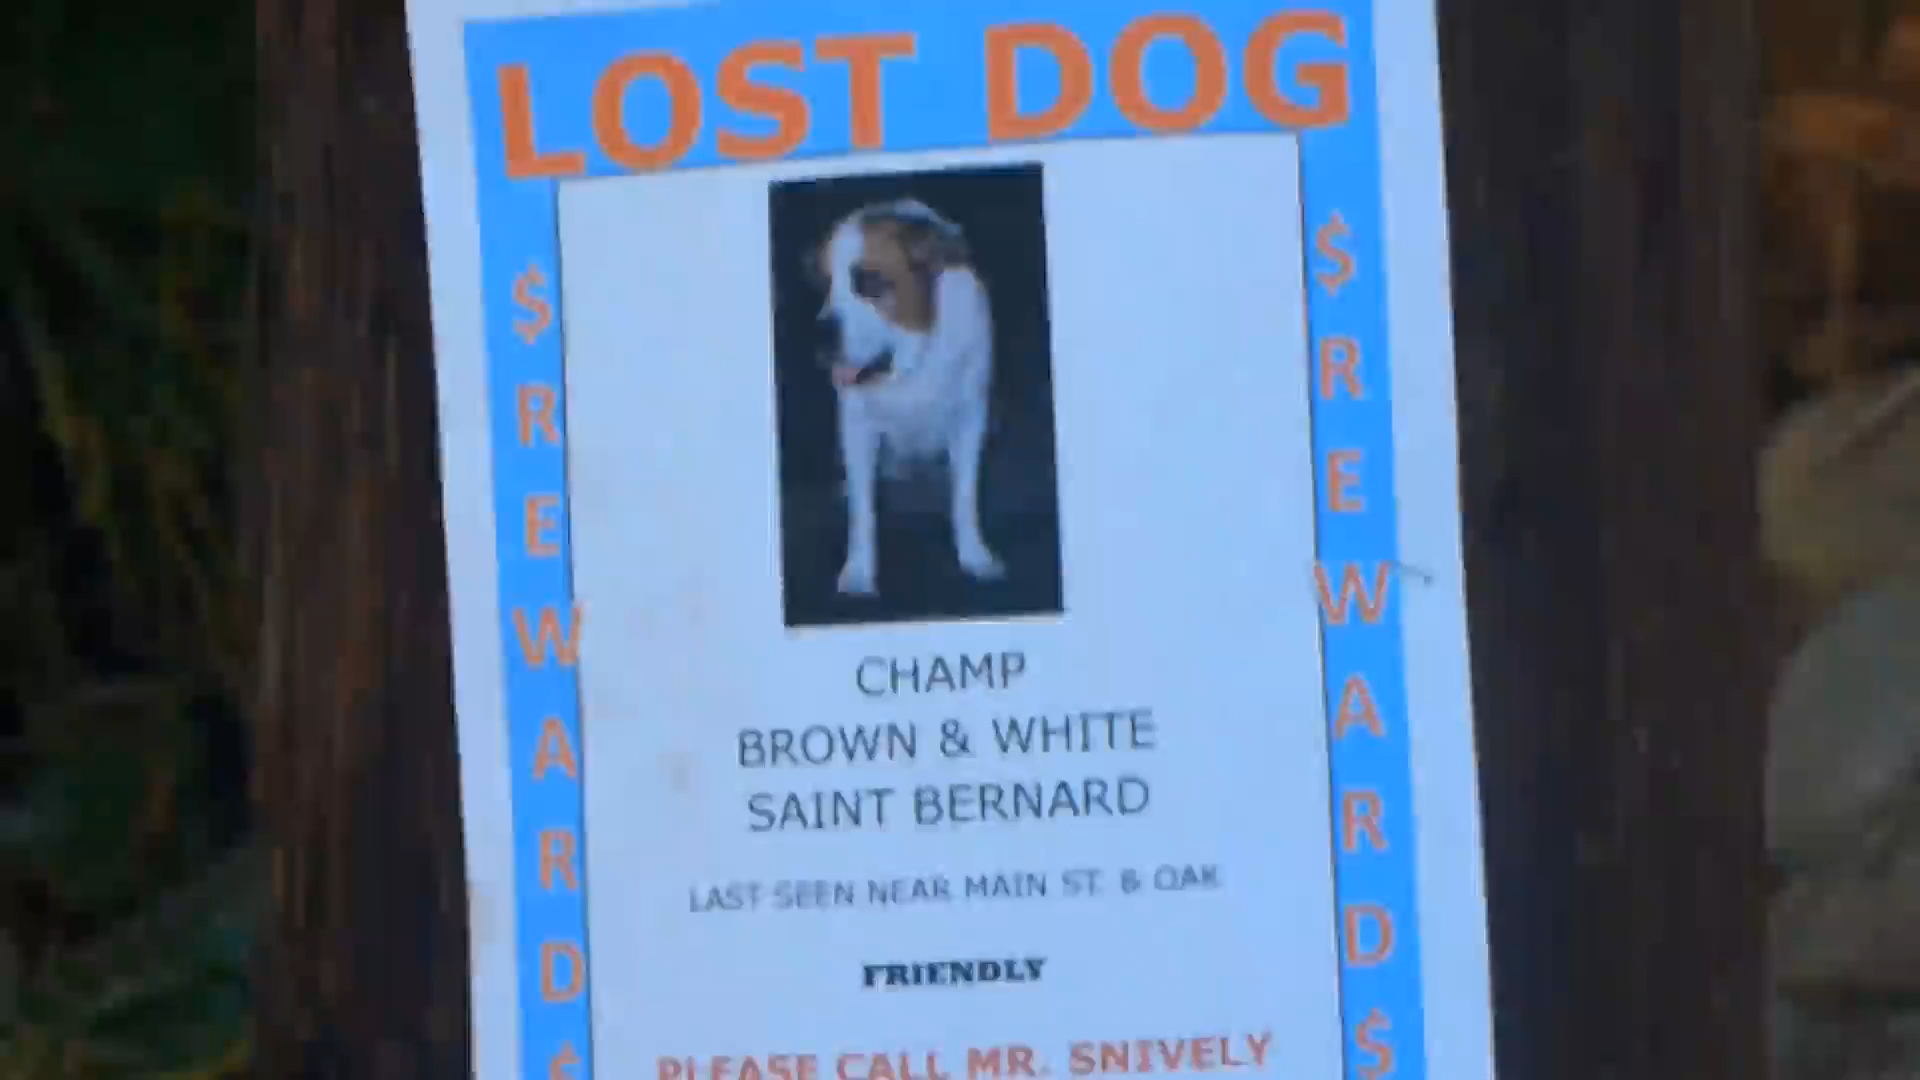 LOST DOG
$REWARD$
CHAMP
BROWN & WHITE
SAINT BERNARD
LAST SEEN NEAR MAIN ST. & OAK
FRIENDLY
PLEASE CALL MR. SNIVELY
$REWARD$